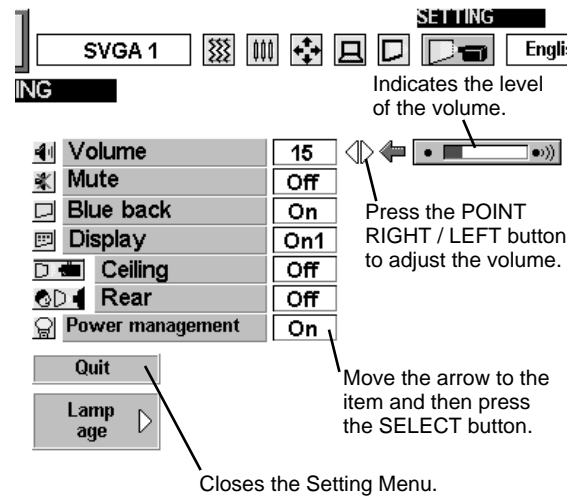 SETTING
SVGA 1
Englis
ING
Indicates the level
of the volume.
Volume 15
Mute Off
Blue back On
Display On1
Ceiling Off
Rear Off
Power management On
Press the POINT
RIGHT / LEFT button
to adjust the volume.
Quit
Lamp
age
Move the arrow to the
item and then press
the SELECT button.
Closes the Setting Menu.